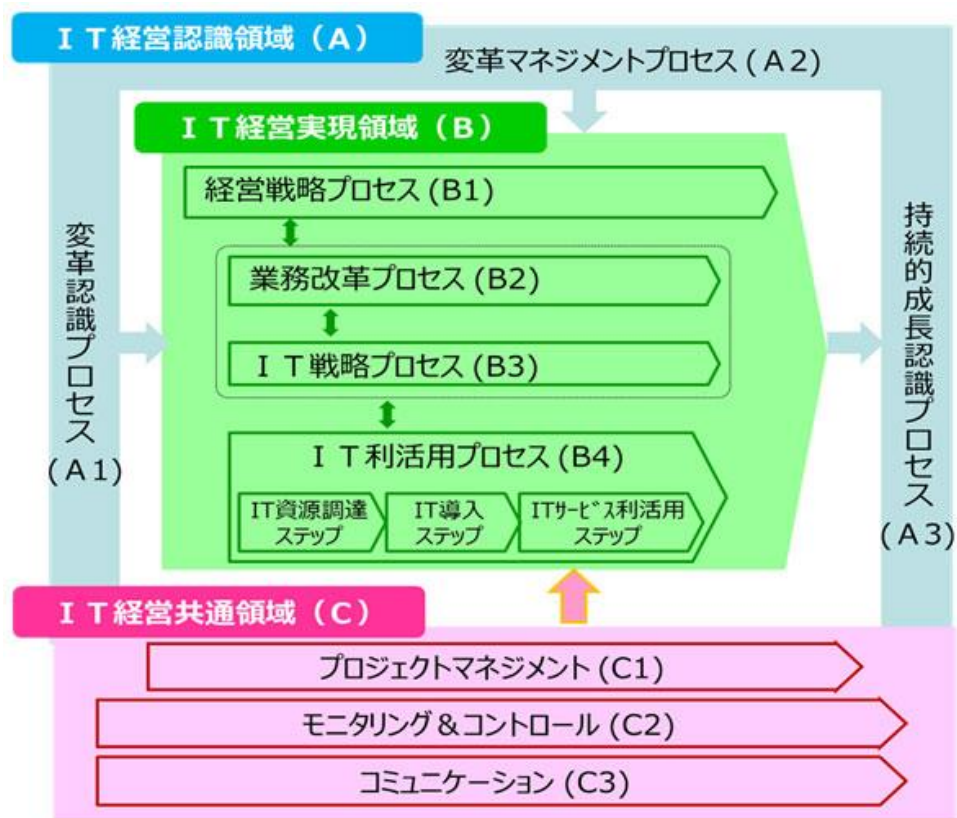 ＩＴ経営認識領域（Ａ）
変革マネジメントプロセス (Ａ２)
ＩＴ経営実現領域（Ｂ）
経営戦略プロセス (B1)
業務改革プロセス (B2)
ＩＴ戦略プロセス (B3)
ＩＴ利活用プロセス (B4)
IT資源調達
ステップ
IT導入
ステップ
ITｻｰﾋﾞｽ利活用
ステップ
変革認識プロセス
(Ａ１)
持続的成長認識プロセス
(Ａ３)
ＩＴ経営共通領域（Ｃ）
プロジェクトマネジメント (C1)
モニタリング＆コントロール (C2)
コミュニケーション (C3)